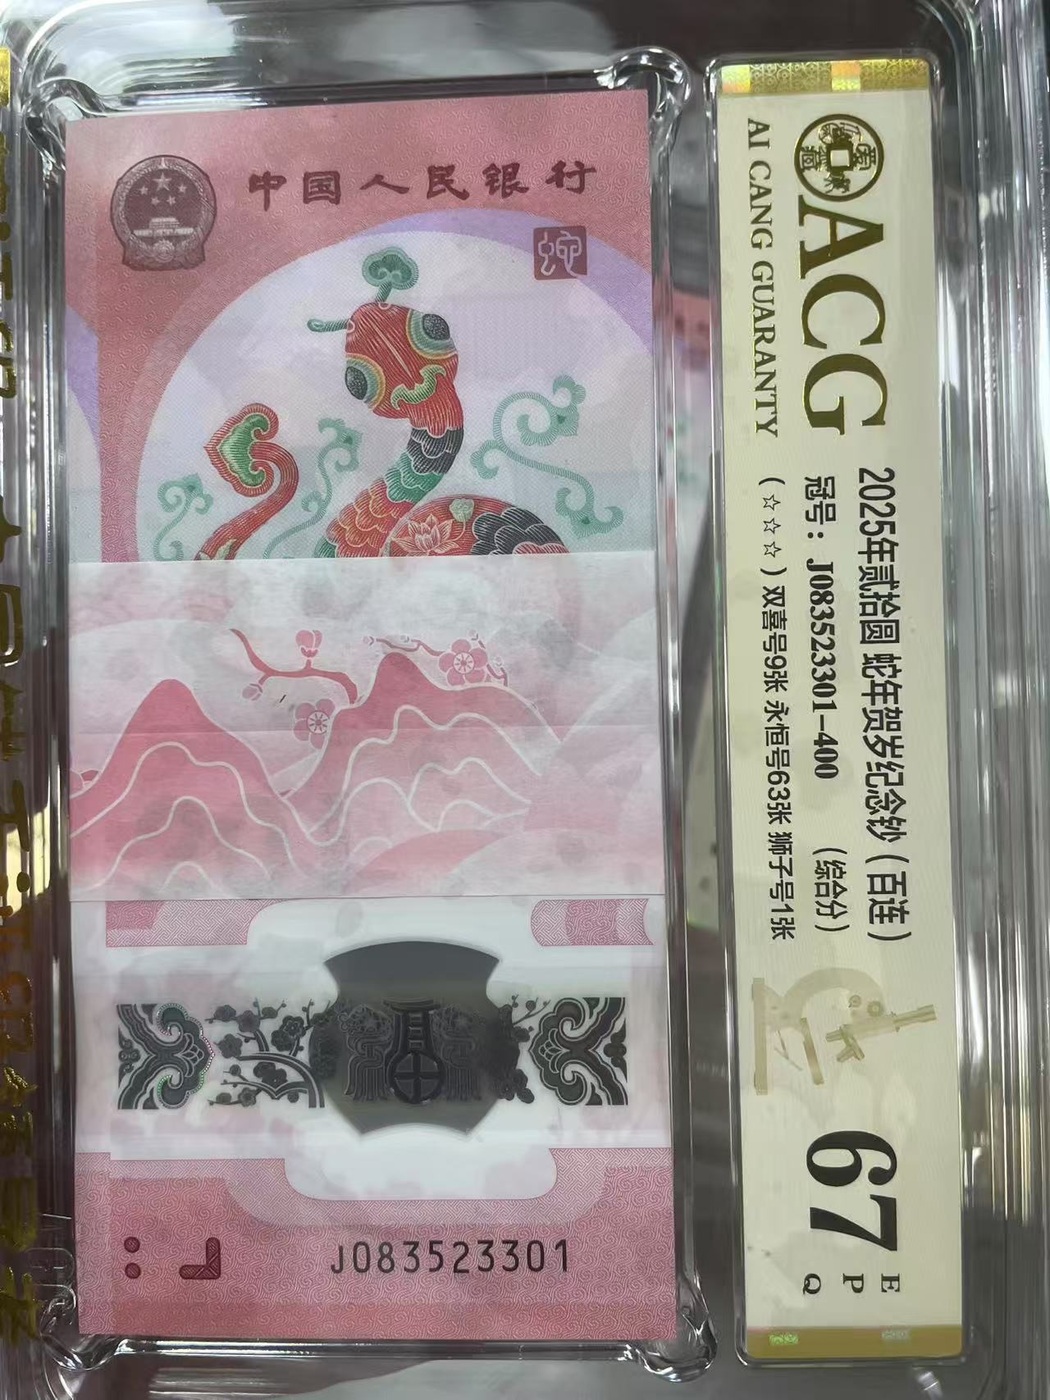 中国人民银行
蛇
J083523301
ACG
AI CANG GUARANTY
2025年贰拾圆 蛇年贺岁纪念钞（百连）
冠号：J083523301-400 （综合分）
（☆☆☆）双喜号9张 永恒号63张 狮子号1张
67
E
P
Q